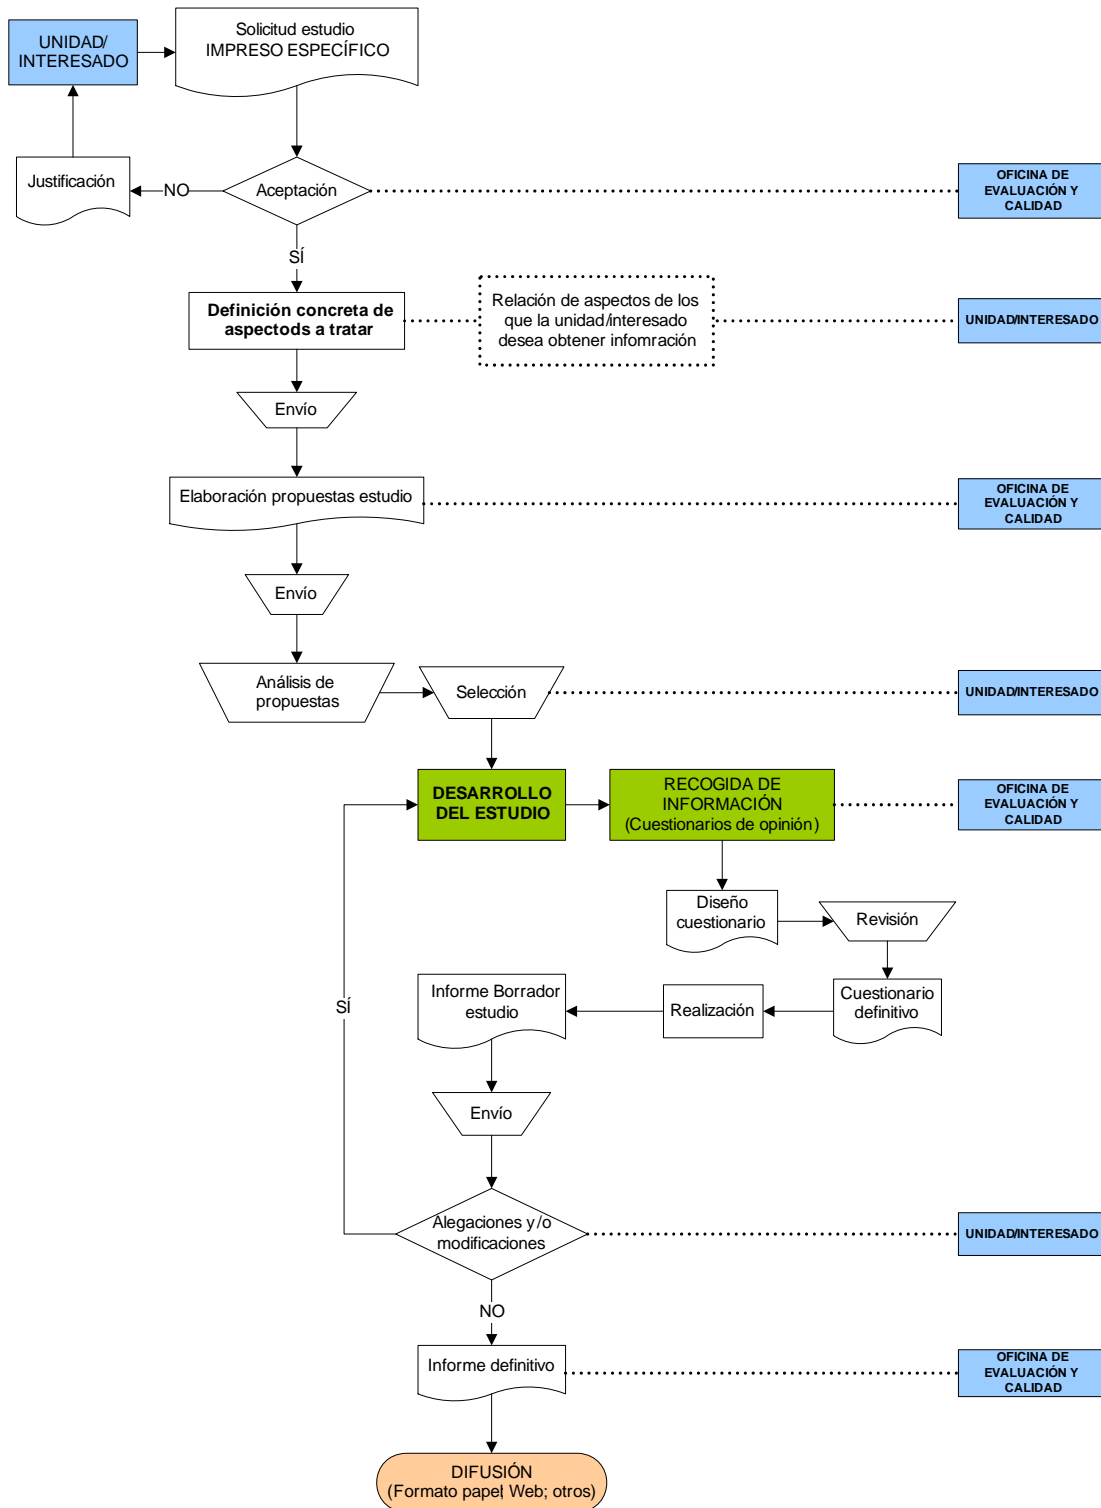 UNIDAD/
INTERESADO
Solicitud estudio
IMPRESO ESPECÍFICO
Justificación
NO
Aceptación
OFICINA DE
EVALUACIÓN Y
CALIDAD
SÍ
Definición concreta de
aspectods a tratar
Relación de aspectos de los
que la unidad/interesado
desea obtener infomración
UNIDAD/INTERESADO
Envío
Elaboración propuestas estudio
OFICINA DE
EVALUACIÓN Y
CALIDAD
Envío
Análisis de
propuestas
Selección
UNIDAD/INTERESADO
DESARROLLO
DEL ESTUDIO
RECOGIDA DE
INFORMACIÓN
(Cuestionarios de opinión)
OFICINA DE
EVALUACIÓN Y
CALIDAD
Diseño
cuestionario
Revisión
SÍ
Informe Borrador
estudio
Realización
Cuestionario
definitivo
Envío
Alegaciones y/o
modificaciones
UNIDAD/INTERESADO
NO
Informe definitivo
OFICINA DE
EVALUACIÓN Y
CALIDAD
DIFUSIÓN
(Formato papel; Web; otros)